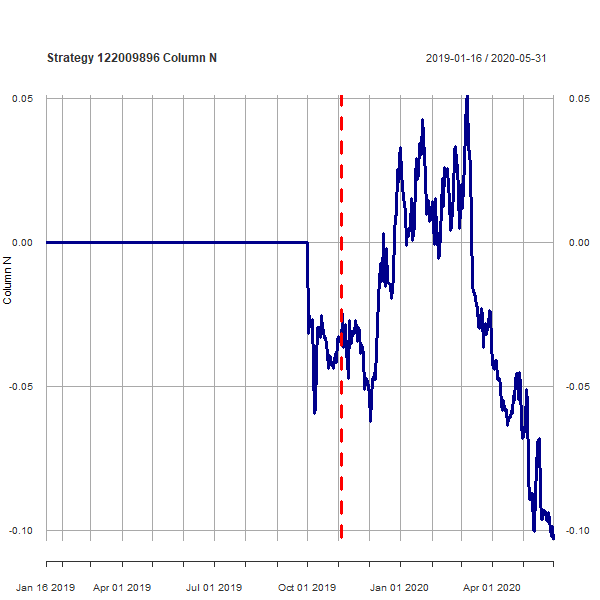 Strategy 122009896 Column N
2019-01-16 / 2020-05-31
0.05
0.05
0.00
0.00
Column N
-0.05
-0.05
-0.10
-0.10
Jan 16 2019
Apr 01 2019
Jul 01 2019
Oct 01 2019
Jan 01 2020
Apr 01 2020